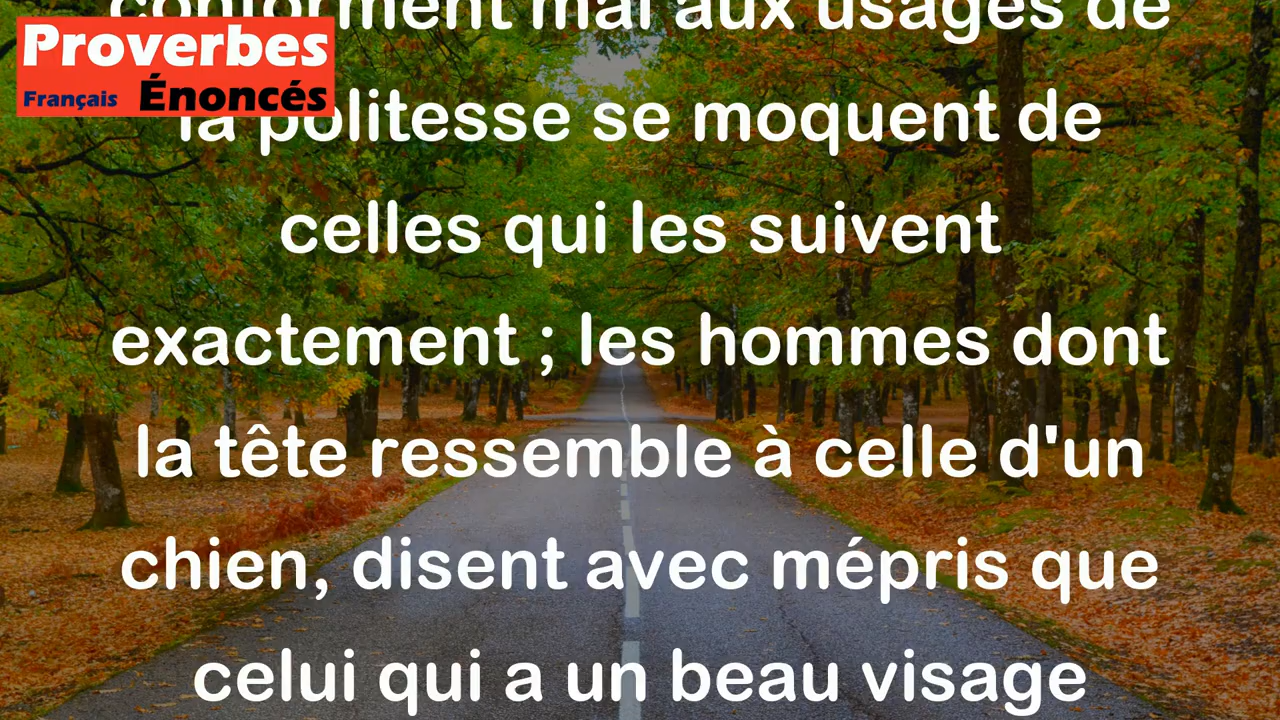 Proverbes
Français Énoncés
conforment mal aux usages de
la politesse se moquent de
celles qui les suivent
exactement ; les hommes dont
la tête ressemble à celle d'un
chien, disent avec mépris que
celui qui a un beau visage